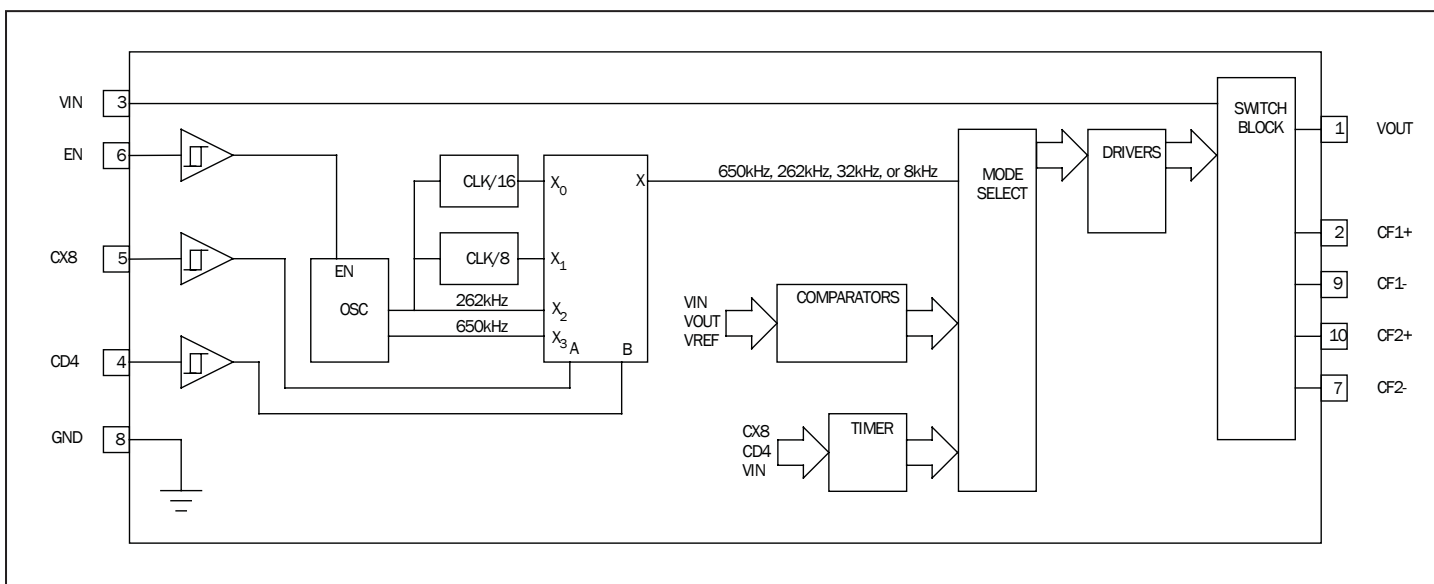 VIN
3
EN
6
CX8
5
CD4
4
GND
8
EN
OSC
CLK/16
CLK/8
262kHz
650kHz
X0
X1
X2
X3
A
B
X
650kHz, 262kHz, 32kHz, or 8kHz
VIN
VOUT
VREF
COMPARATORS
CX8
CD4
VIN
TIMER
MODE
SELECT
DRIVERS
SWITCH
BLOCK
1
VOUT
2
CF1+
9
CF1-
10
CF2+
7
CF2-